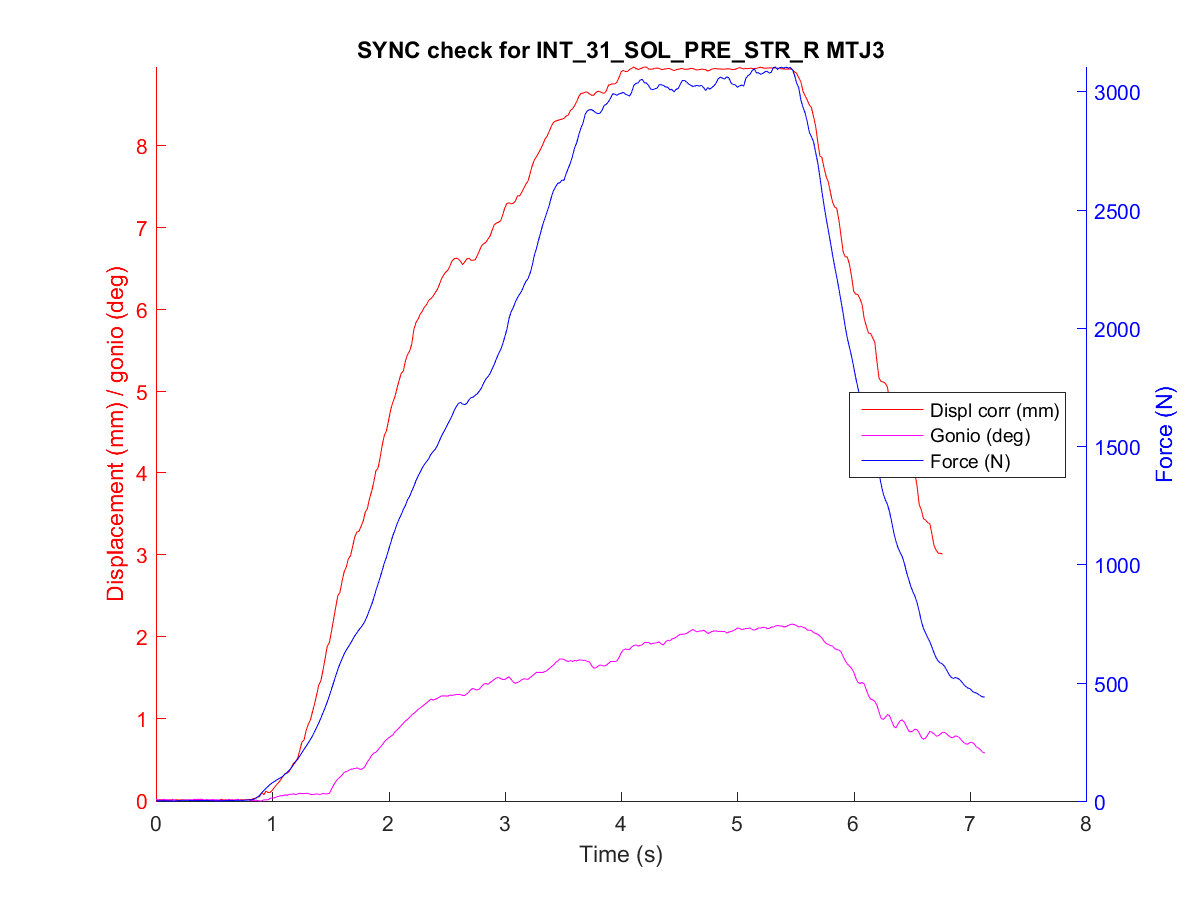 SYNC check for INT_31_SOL_PRE_STR_R MTJ3
8
7
6
5
4
3
2
1
0
Displacement (mm) / gonio (deg)
3000
2500
2000
1500
1000
500
0
Force (N)
Displ corr (mm)
Gonio (deg)
Force (N)
0 1 2 3 4 5 6 7 8
Time (s)